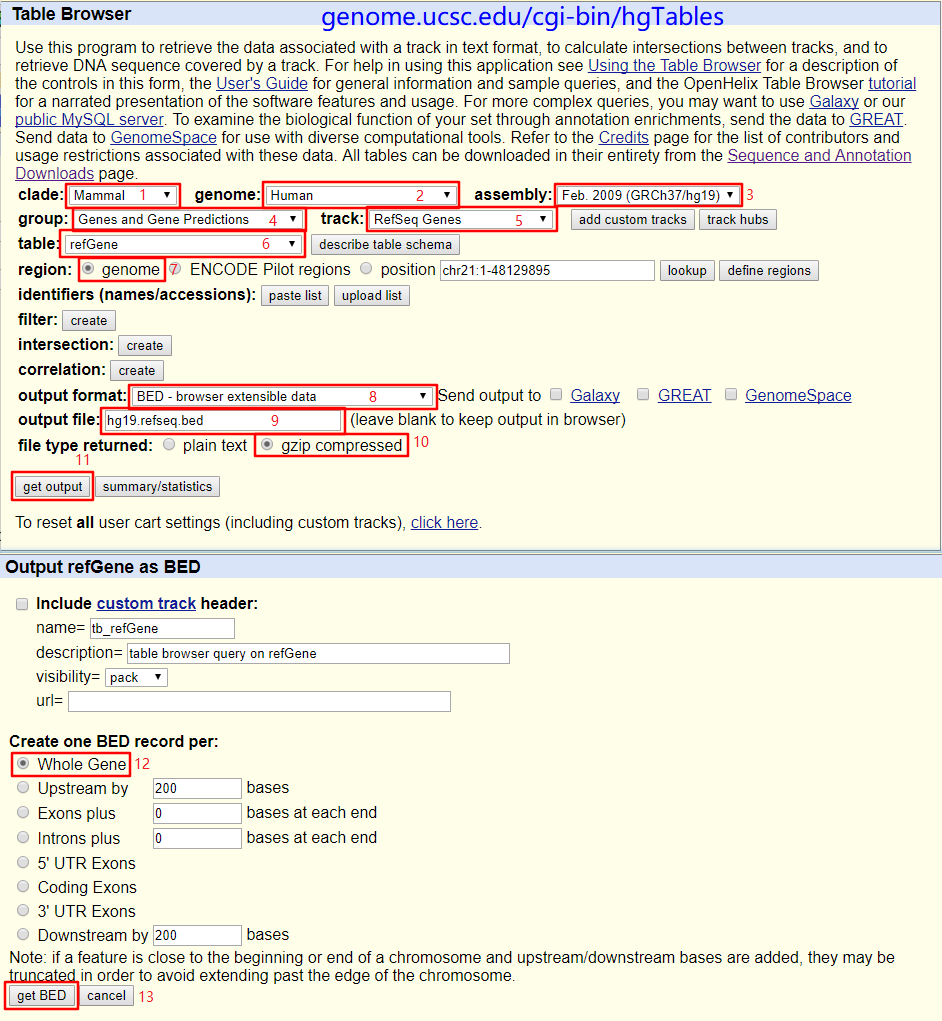 Table Browser genome.ucsc.edu/cgi-bin/hgTables
Use this program to retrieve the data associated with a track in text format, to calculate intersections between tracks, and to
retrieve DNA sequence covered by a track. For help in using this application see Using the Table Browser for a description
of the controls in this form, the User's Guide for general information and sample queries, and the OpenHelix Table Browser tutorial
for a narrated presentation of the software features and usage. For more complex queries, you may want to use Galaxy or our
public MySQL server. To examine the biological function of your set through annotation enrichments, send the data to GREAT.
Send data to GenomeSpace for use with diverse computational tools. Refer to the Credits page for the list of contributors and
usage restrictions associated with these data. All tables can be downloaded in their entirety from the Sequence and Annotation
Downloads page.
clade: Mammal 1 genome: Human 2 assembly: Feb. 2009 (GRCh37/hg19) 3
group: Genes and Gene Predictions 4 track: RefSeq Genes 5 add custom tracks track hubs
table: refGene 6 describe table schema
region: genome 7 ENCODE Pilot regions position chr21:1-48129895 lookup define regions
identifiers (names/accessions): paste list upload list
filter: create
intersection: create
correlation: create
output format: BED - browser extensible data 8 Send output to Galaxy GREAT GenomeSpace
output file: hg19.refseq.bed 9 (leave blank to keep output in browser)
file type returned: plain text gzip compressed 10
11
get output summary/statistics
To reset all user cart settings (including custom tracks), click here.
Output refGene as BED
Include custom track header:
name= tb_refGene
description= table browser query on refGene
visibility= pack
url=
Create one BED record per:
Whole Gene 12
Upstream by 200 bases
Exons plus 0 bases at each end
Introns plus 0 bases at each end
5' UTR Exons
Coding Exons
3' UTR Exons
Downstream by 200 bases
Note: if a feature is close to the beginning or end of a chromosome and upstream/downstream bases are added, they may be
truncated in order to avoid extending past the edge of the chromosome.
get BED cancel 13